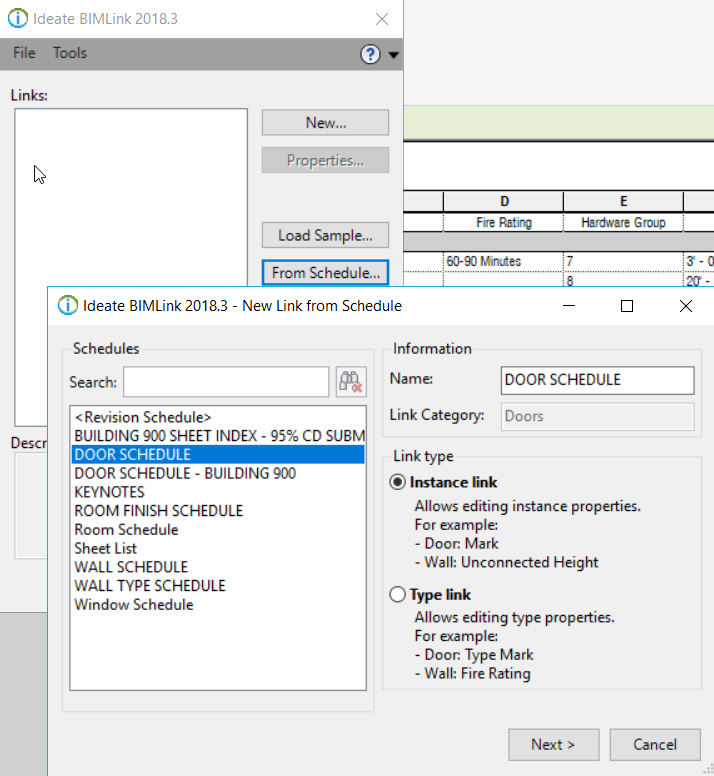 Ideate BIMLink 2018.3
File Tools
?
Links:
New...
Properties...
Load Sample...
From Schedule...
Descr
D E
Fire Rating Hardware Group
60-90 Minutes 7 3' - 0
8 20' -
Ideate BIMLink 2018.3 - New Link from Schedule
Schedules
Search:
<Revision Schedule>
BUILDING 900 SHEET INDEX - 95% CD SUBM
DOOR SCHEDULE
DOOR SCHEDULE - BUILDING 900
KEYNOTES
ROOM FINISH SCHEDULE
Room Schedule
Sheet List
WALL SCHEDULE
WALL TYPE SCHEDULE
Window Schedule
Information
Name: DOOR SCHEDULE
Link Category: Doors
Link type
Instance link
Allows editing instance properties.
For example:
- Door: Mark
- Wall: Unconnected Height
Type link
Allows editing type properties.
For example:
- Door: Type Mark
- Wall: Fire Rating
Next > Cancel